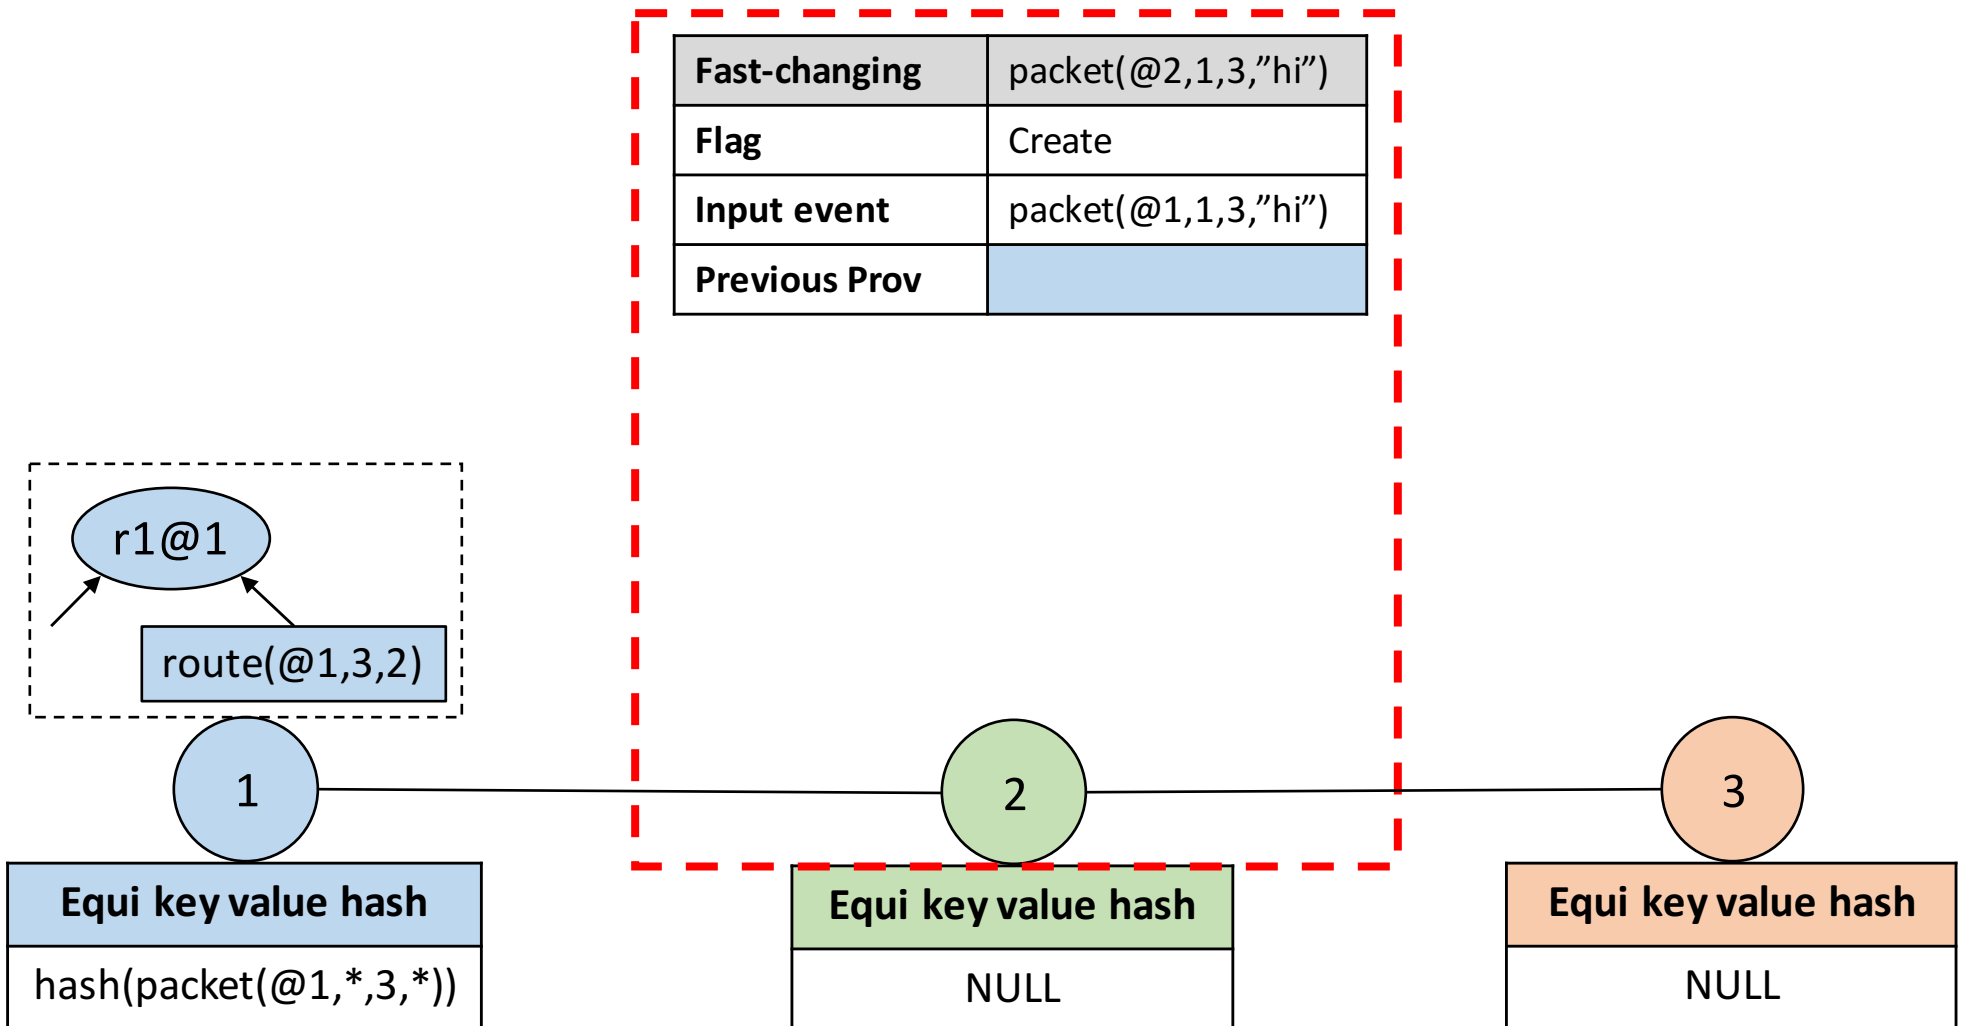 Fast-changing packet(@2,1,3,”hi”)
Flag Create
Input event packet(@1,1,3,”hi”)
Previous Prov
r1@1
route(@1,3,2)
1 2 3
Equi key value hash Equi key value hash Equi key value hash
hash(packet(@1,*,3,*)) NULL NULL